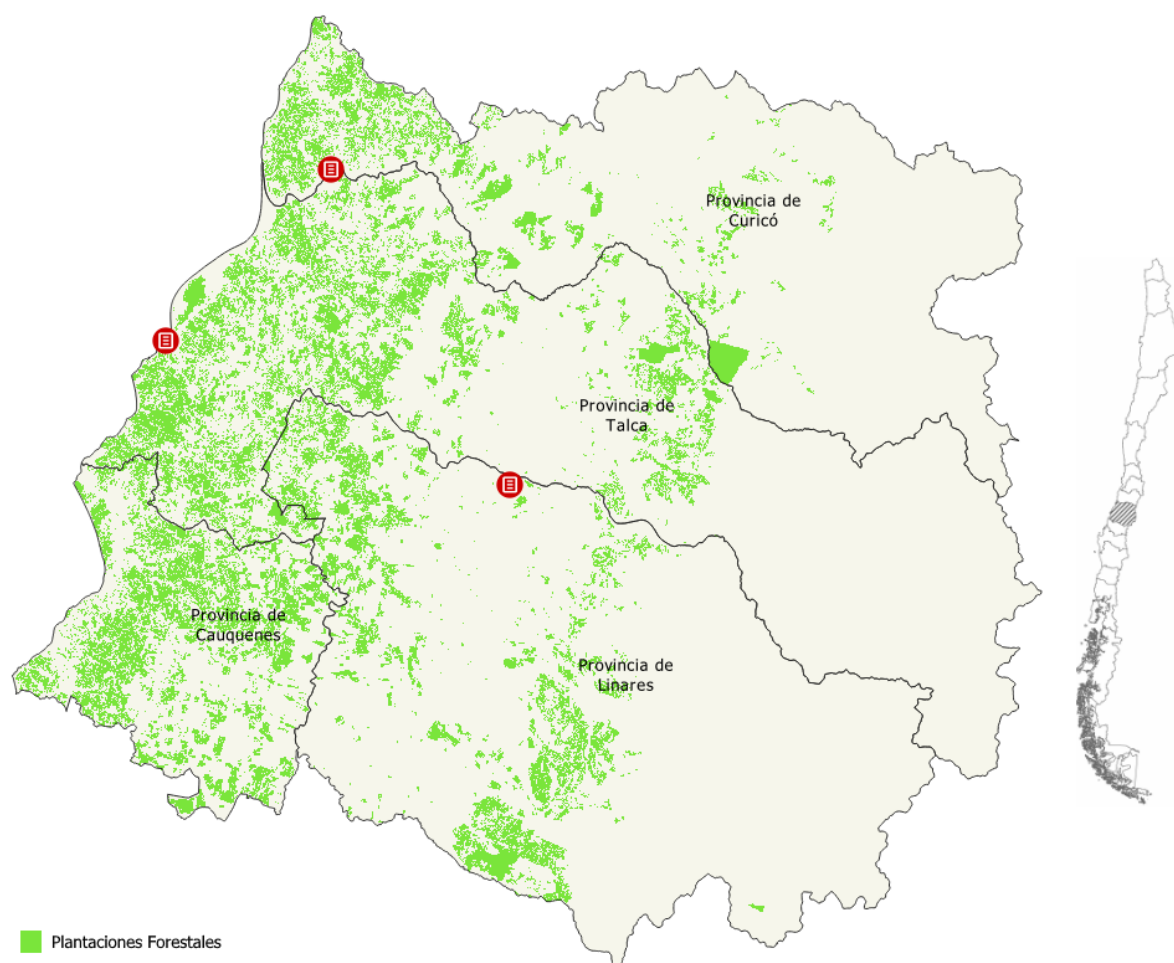 Provincia de
Curicó
Provincia de
Talca
Provincia de
Cauquenes
Provincia de
Linares
Plantaciones Forestales